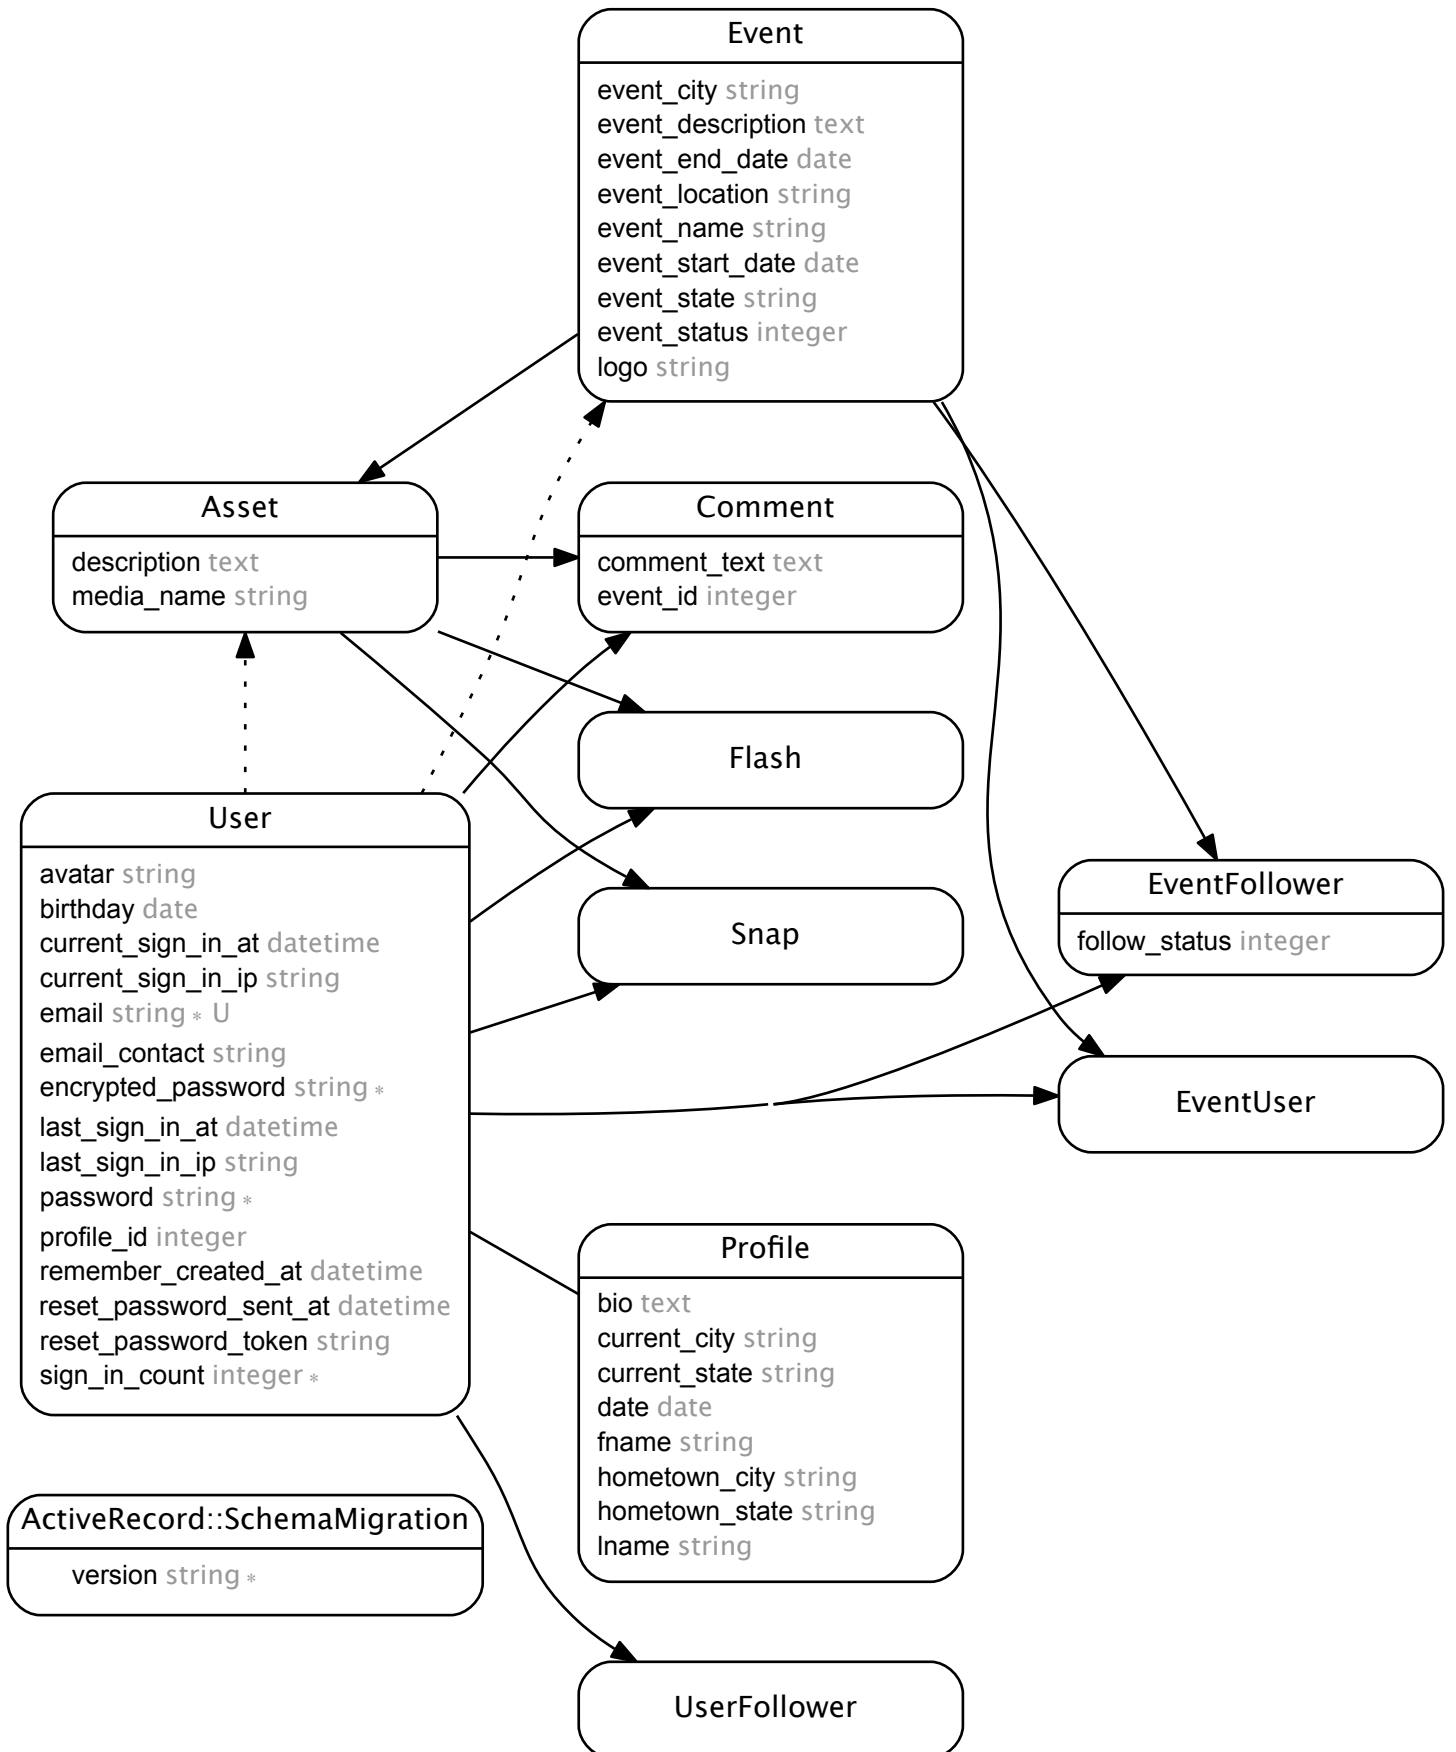 Event
event_city string
event_description text
event_end_date date
event_location string
event_name string
event_start_date date
event_state string
event_status integer
logo string
Asset
description text
media_name string
Comment
comment_text text
event_id integer
Flash
User
avatar string
birthday date
current_sign_in_at datetime
current_sign_in_ip string
email string * U
email_contact string
encrypted_password string *
last_sign_in_at datetime
last_sign_in_ip string
password string *
profile_id integer
remember_created_at datetime
reset_password_sent_at datetime
reset_password_token string
sign_in_count integer *
Snap
EventFollower
follow_status integer
EventUser
Profile
bio text
current_city string
current_state string
date date
fname string
hometown_city string
hometown_state string
lname string
ActiveRecord::SchemaMigration
version string *
UserFollower